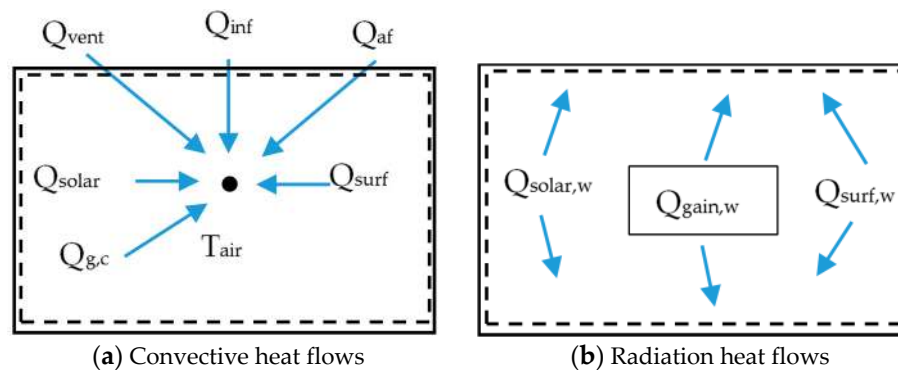 Qvent
Qinf
Qaf
Qsolar
Qsurf
Qg,c
Tair
(a) Convective heat flows
Qsolar,w
Qgain,w
Qsurf,w
(b) Radiation heat flows